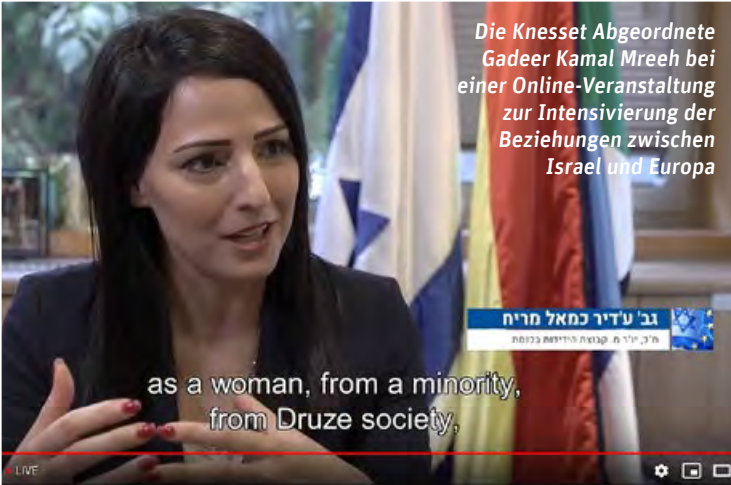 Die Knesset Abgeordnete
Gadeer Kamal Mreeh bei
einer Online-Veranstaltung
zur Intensivierung der
Beziehungen zwischen
Israel und Europa
גב' ע'דיר כמאל מריח
ח"כ, יו"ר מ. קבוצת הידידות בכנסת
as a woman, from a minority,
from Druze society,
LIVE